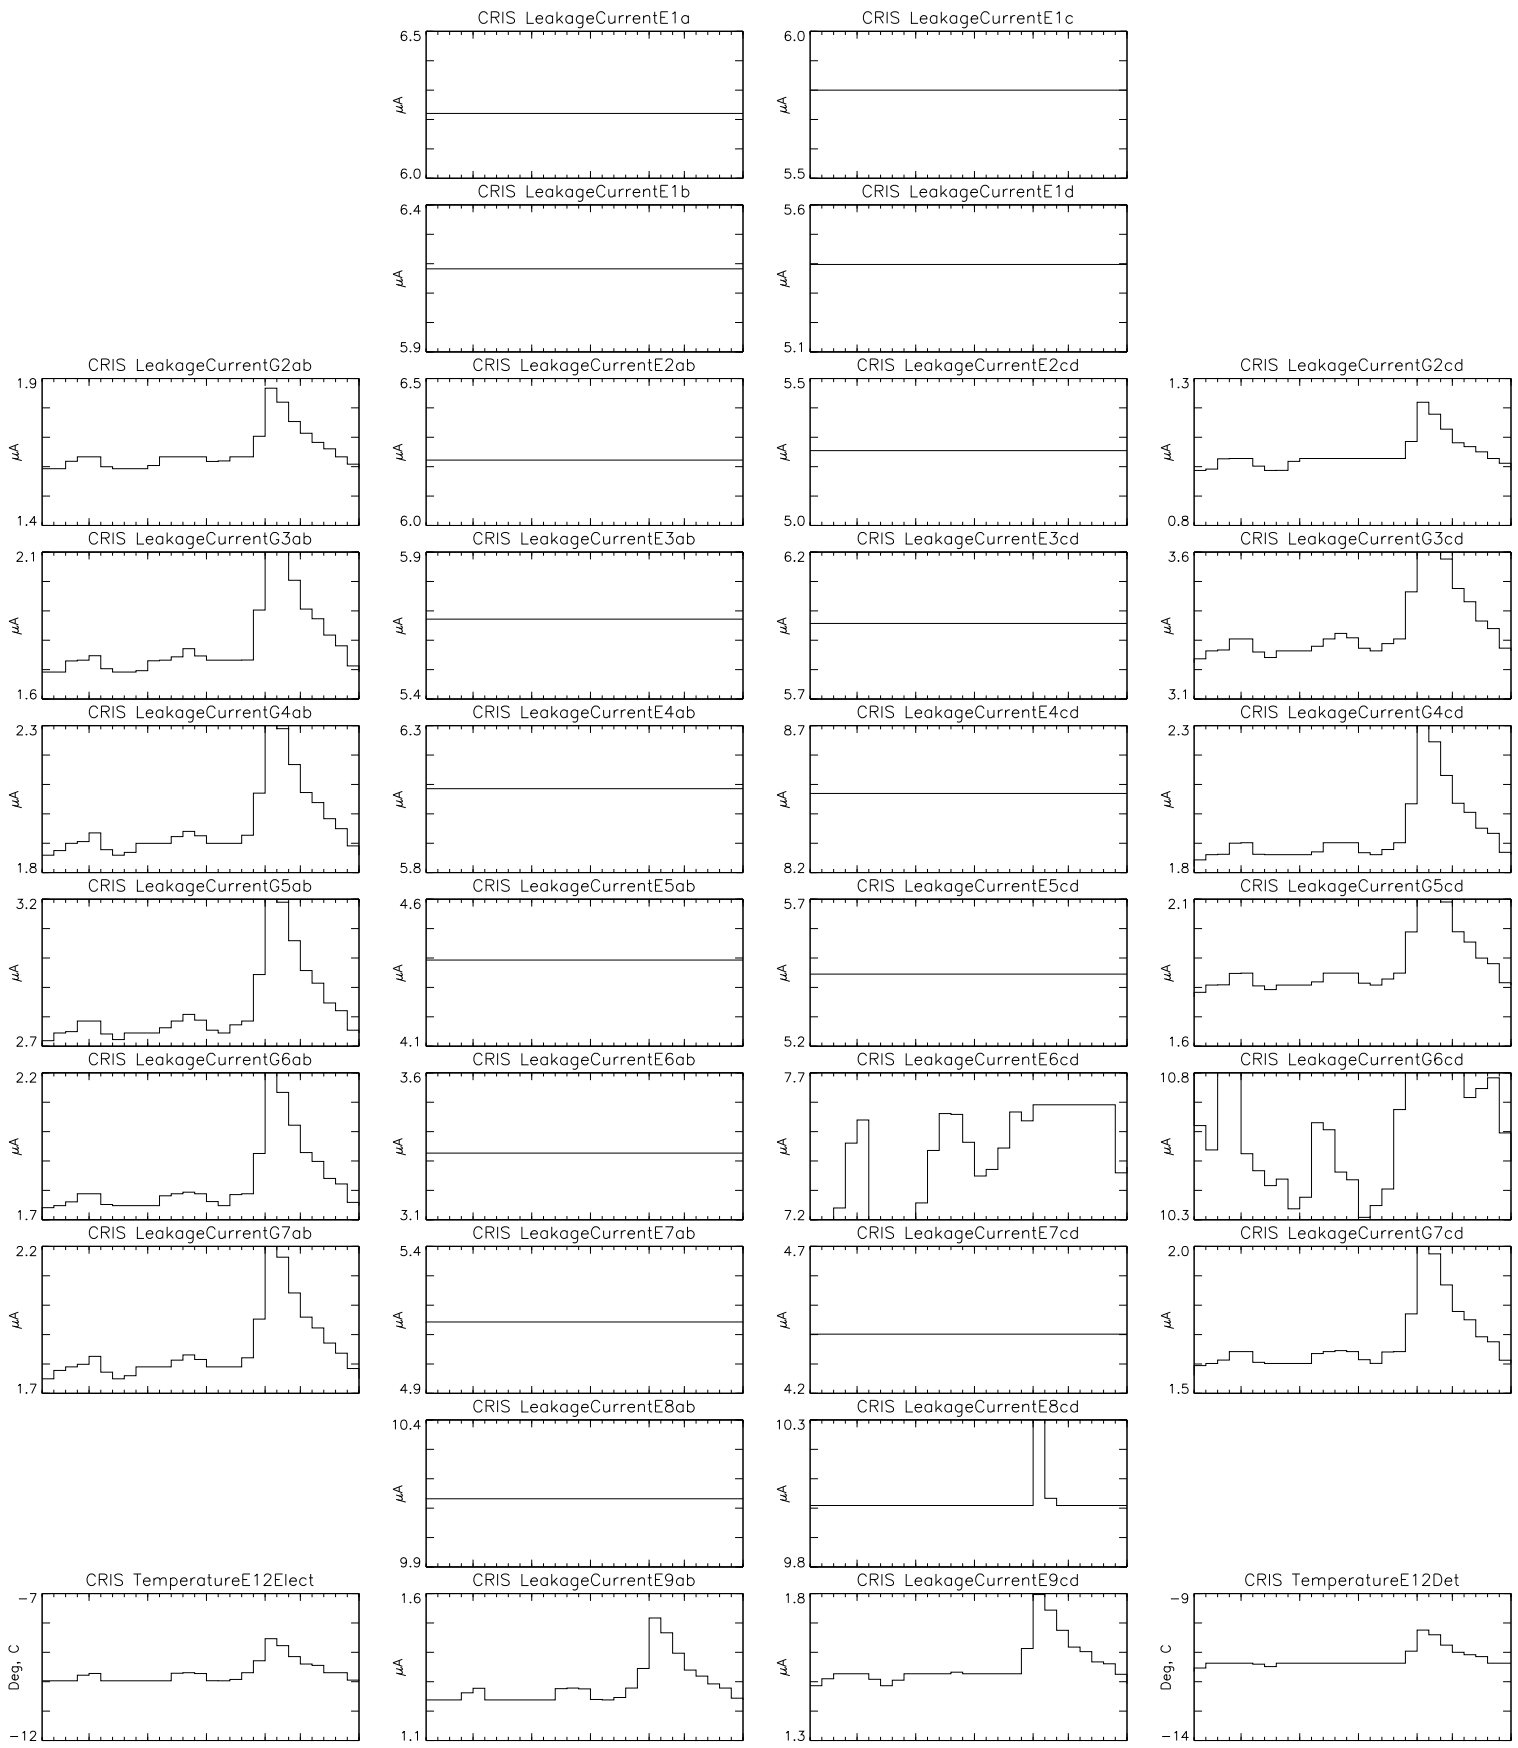 CRIS LeakageCurrentE1a
6.5
μA
6.0
CRIS LeakageCurrentE1c
6.0
μA
5.5
CRIS LeakageCurrentE1b
6.4
μA
5.9
CRIS LeakageCurrentE1d
5.6
μA
5.1
CRIS LeakageCurrentG2ab
1.9
μA
1.4
CRIS LeakageCurrentE2ab
6.5
μA
6.0
CRIS LeakageCurrentE2cd
5.5
μA
5.0
CRIS LeakageCurrentG2cd
1.3
μA
0.8
CRIS LeakageCurrentG3ab
2.1
μA
1.6
CRIS LeakageCurrentE3ab
5.9
μA
5.4
CRIS LeakageCurrentE3cd
6.2
μA
5.7
CRIS LeakageCurrentG3cd
3.6
μA
3.1
CRIS LeakageCurrentG4ab
2.3
μA
1.8
CRIS LeakageCurrentE4ab
6.3
μA
5.8
CRIS LeakageCurrentE4cd
8.7
μA
8.2
CRIS LeakageCurrentG4cd
2.3
μA
1.8
CRIS LeakageCurrentG5ab
3.2
μA
2.7
CRIS LeakageCurrentE5ab
4.6
μA
4.1
CRIS LeakageCurrentE5cd
5.7
μA
5.2
CRIS LeakageCurrentG5cd
2.1
μA
1.6
CRIS LeakageCurrentG6ab
2.2
μA
1.7
CRIS LeakageCurrentE6ab
3.6
μA
3.1
CRIS LeakageCurrentE6cd
7.7
μA
7.2
CRIS LeakageCurrentG6cd
10.8
μA
10.3
CRIS LeakageCurrentG7ab
2.2
μA
1.7
CRIS LeakageCurrentE7ab
5.4
μA
4.9
CRIS LeakageCurrentE7cd
4.7
μA
4.2
CRIS LeakageCurrentG7cd
2.0
μA
1.5
CRIS LeakageCurrentE8ab
10.4
μA
9.9
CRIS LeakageCurrentE8cd
10.3
μA
9.8
CRIS TemperatureE12Elect
-7
Deg, C
-12
CRIS LeakageCurrentE9ab
1.6
μA
1.1
CRIS LeakageCurrentE9cd
1.8
μA
1.3
CRIS TemperatureE12Det
-9
Deg, C
-14